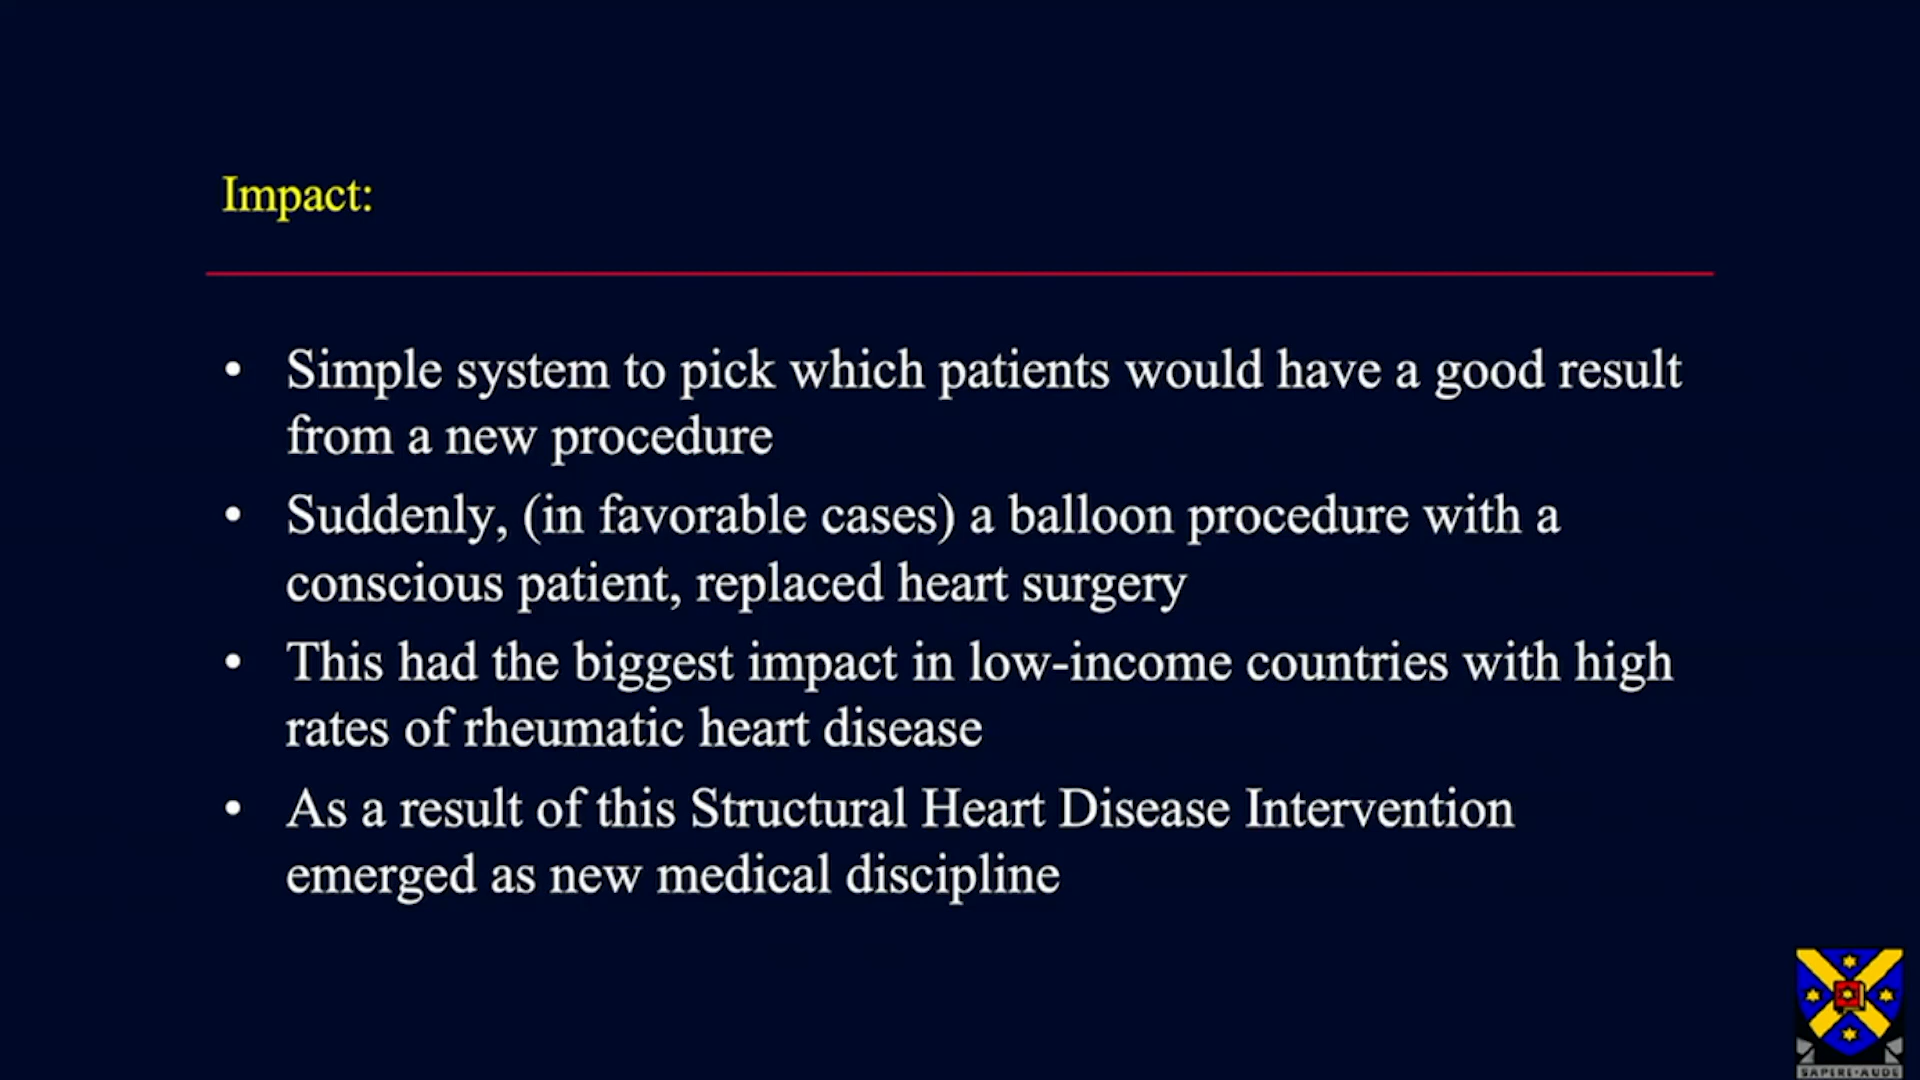 Impact:
• Simple system to pick which patients would have a good result
from a new procedure
• Suddenly, (in favorable cases) a balloon procedure with a
conscious patient, replaced heart surgery
• This had the biggest impact in low-income countries with high
rates of rheumatic heart disease
• As a result of this Structural Heart Disease Intervention
emerged as new medical discipline
SAPERE·AUDE